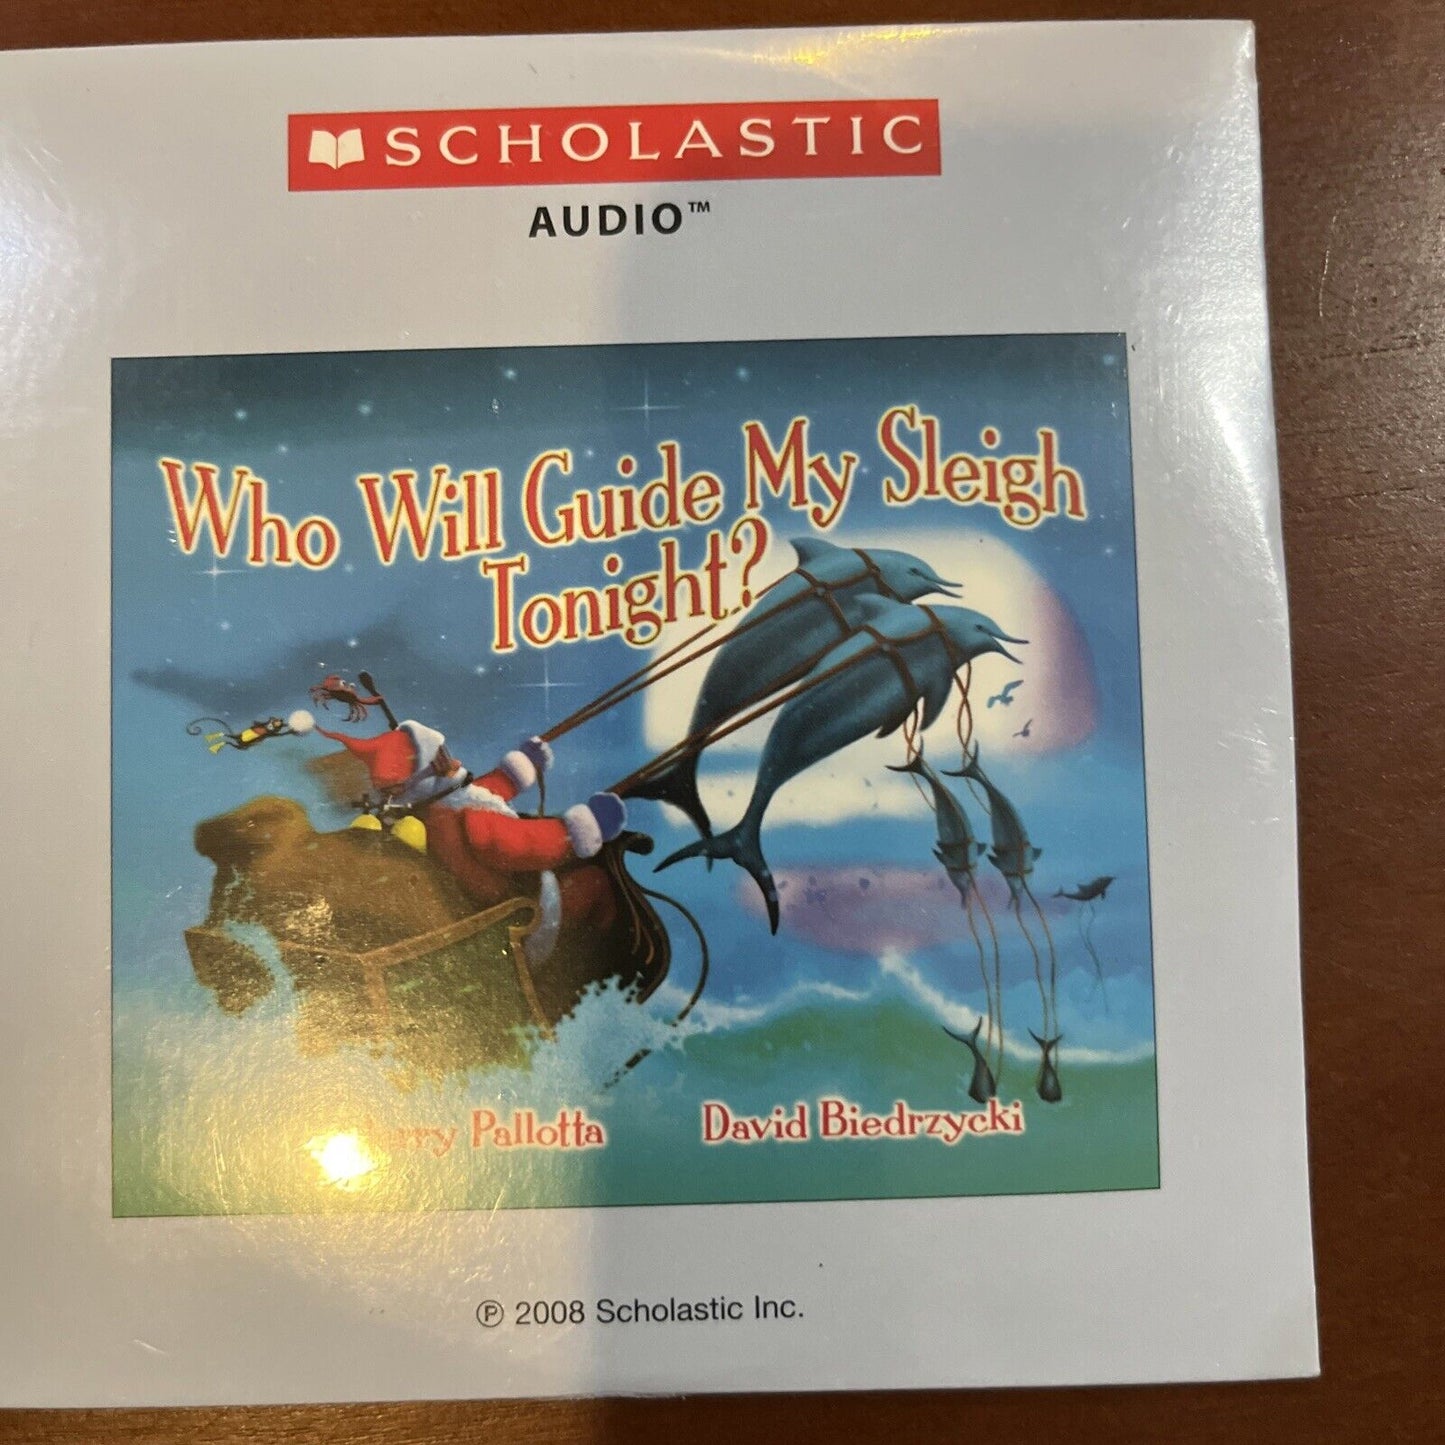 SCHOLASTIC
AUDIO™
Who Will Guide My Sleigh
Tonight?
Pallotta David Biedrzycki
℗ 2008 Scholastic Inc.